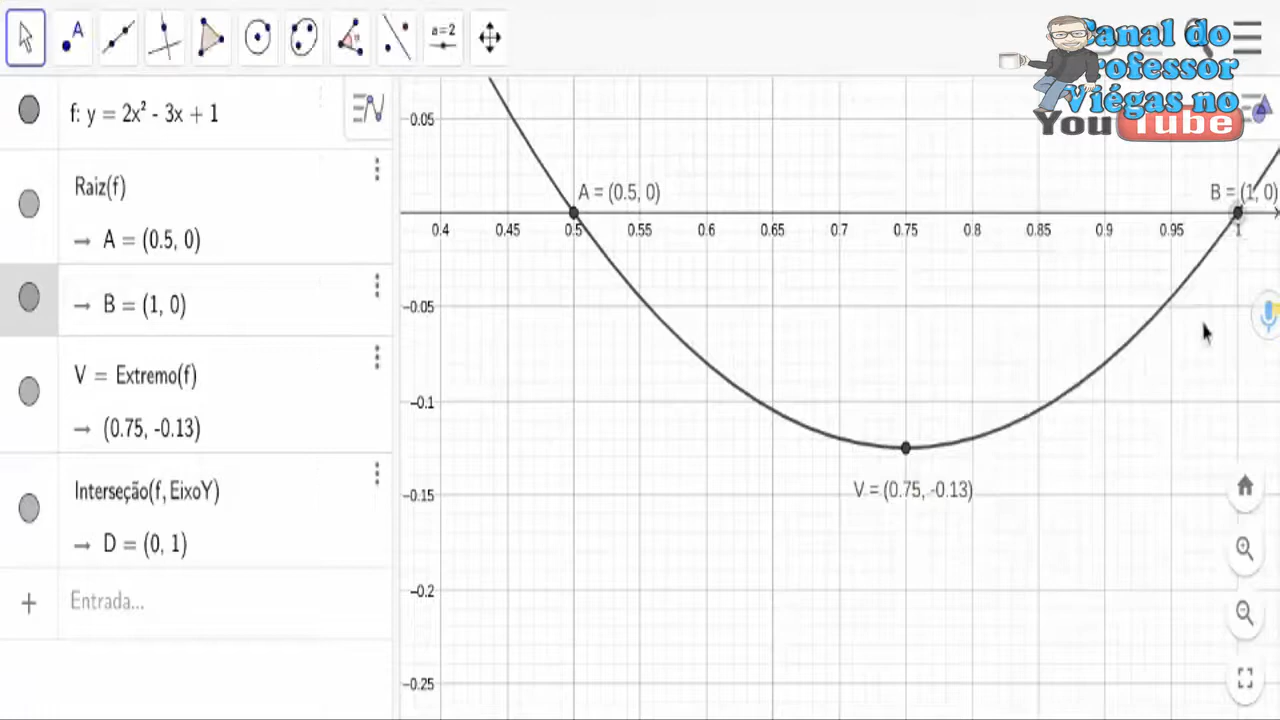 A
a=2
Canal do
Professor
Viégas no
YouTube
f: y = 2x² - 3x + 1
Raiz(f)
→ A = (0.5, 0)
→ B = (1, 0)
V = Extremo(f)
→ (0.75, -0.13)
Interseção(f, EixoY)
→ D = (0, 1)
+ Entrada...
0.05
A = (0.5, 0)
B = (1, 0)
0.4 0.45 0.5 0.55 0.6 0.65 0.7 0.75 0.8 0.85 0.9 0.95 1
-0.05
-0.1
V = (0.75, -0.13)
-0.15
-0.2
-0.25